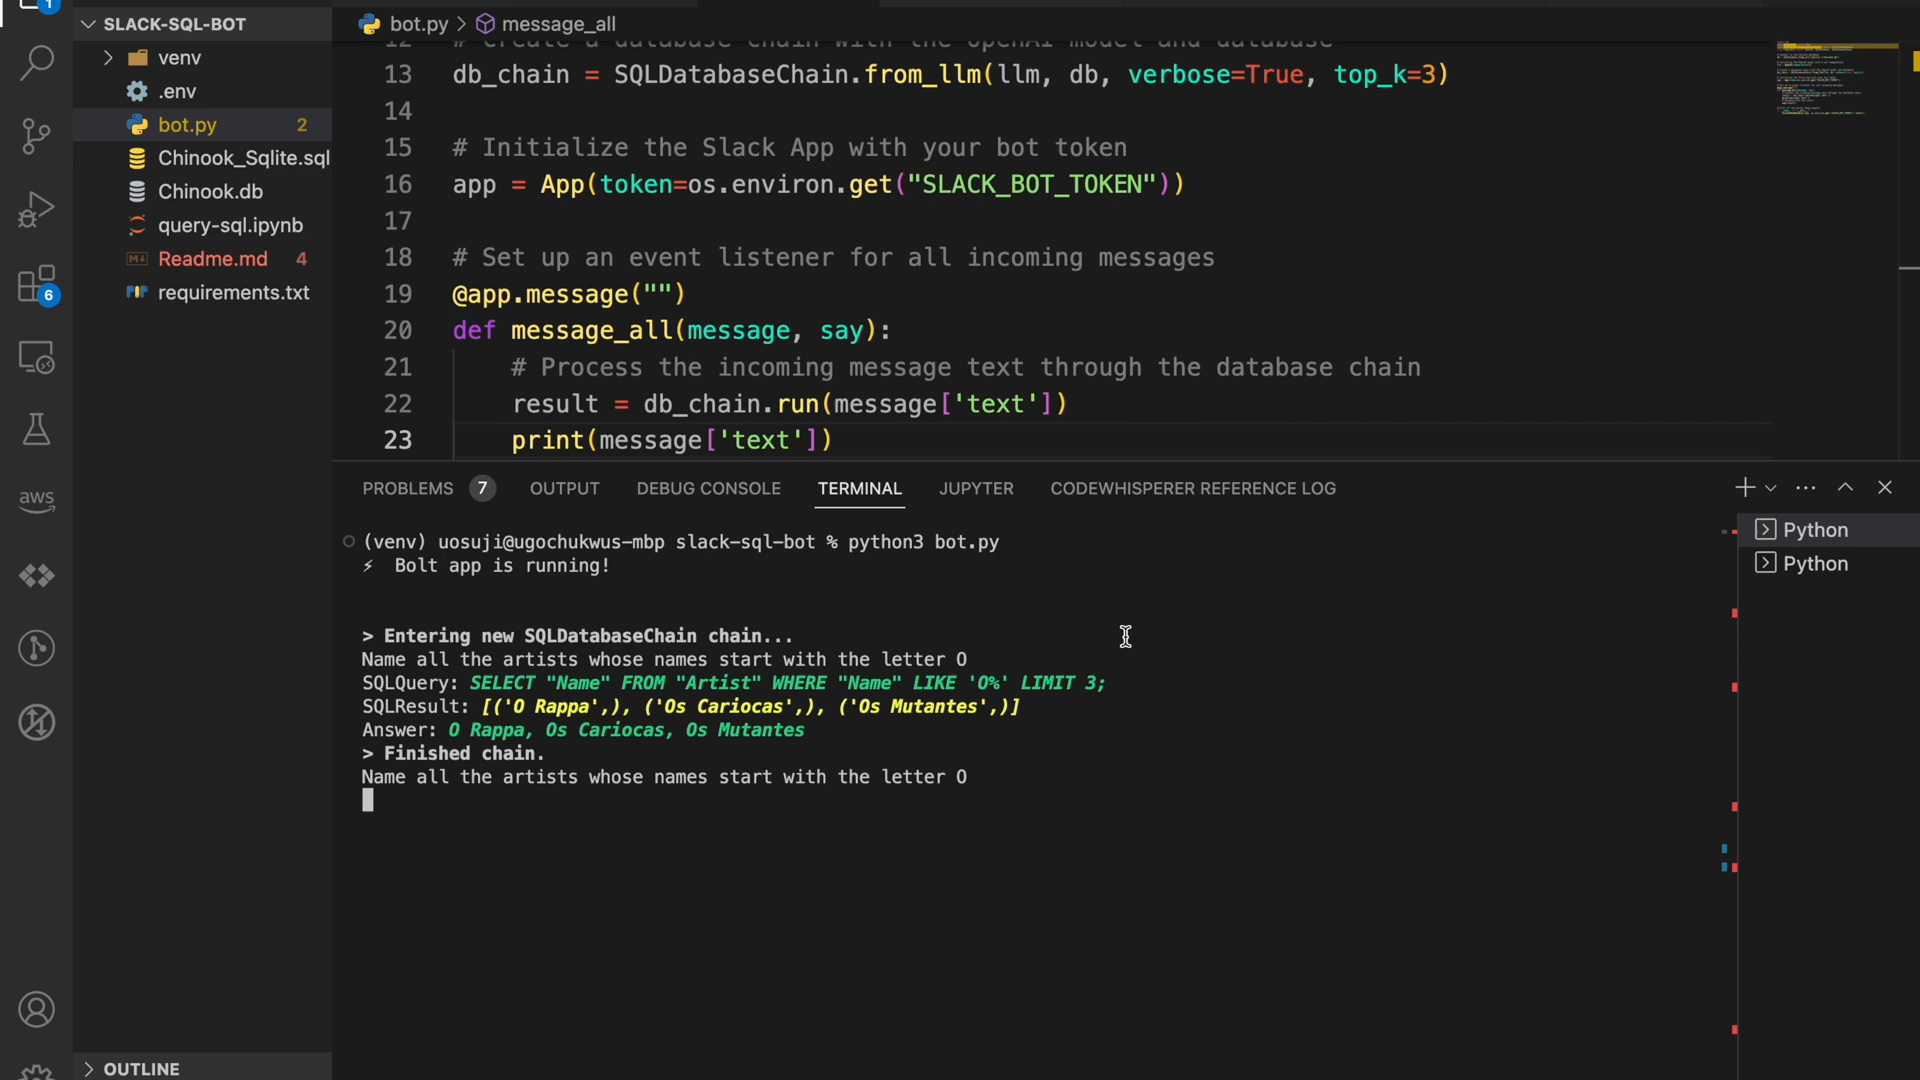 1
SLACK-SQL-BOT
venv
.env
bot.py 2
Chinook_Sqlite.sql
Chinook.db
query-sql.ipynb
Readme.md 4
requirements.txt
6
aws
OUTLINE
bot.py > message_all
12 # Create a database chain with the OpenAI model and database
13 db_chain = SQLDatabaseChain.from_llm(llm, db, verbose=True, top_k=3)
14
15 # Initialize the Slack App with your bot token
16 app = App(token=os.environ.get("SLACK_BOT_TOKEN"))
17
18 # Set up an event listener for all incoming messages
19 @app.message("")
20 def message_all(message, say):
21 # Process the incoming message text through the database chain
22 result = db_chain.run(message['text'])
23 print(message['text'])
PROBLEMS 7 OUTPUT DEBUG CONSOLE TERMINAL JUPYTER CODEWHISPERER REFERENCE LOG
(venv) uosuji@ugochukwus-mbp slack-sql-bot % python3 bot.py
⚡ Bolt app is running!
> Entering new SQLDatabaseChain chain...
Name all the artists whose names start with the letter O
SQLQuery: SELECT "Name" FROM "Artist" WHERE "Name" LIKE 'O%' LIMIT 3;
SQLResult: [('O Rappa',), ('Os Cariocas',), ('Os Mutantes',)]
Answer: O Rappa, Os Cariocas, Os Mutantes
> Finished chain.
Name all the artists whose names start with the letter O
Python
Python